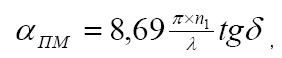 α_ПМ = 8,69 (π×n₁)/λ tgδ ,